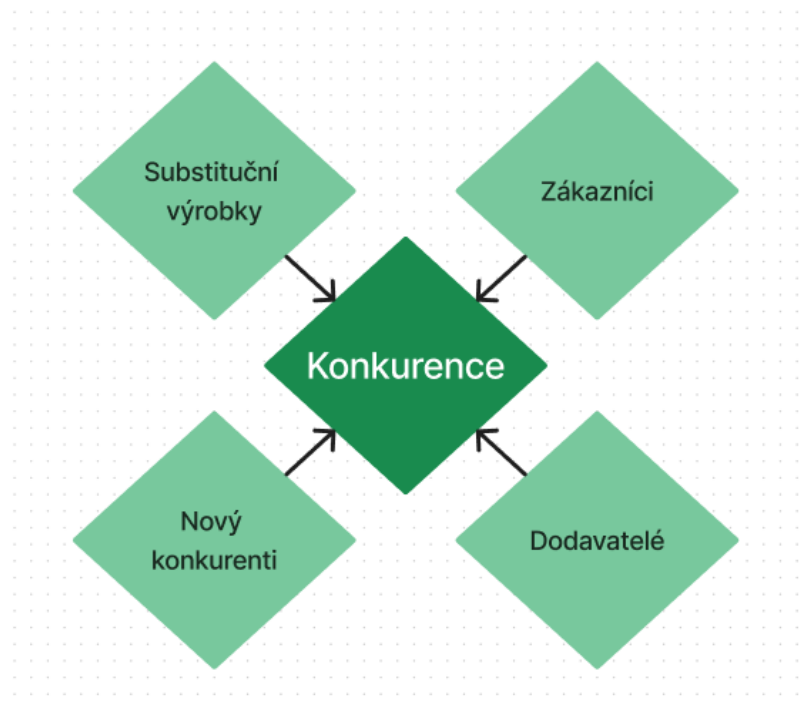 Substituční
výrobky
Zákazníci
Konkurence
Nový
konkurenti
Dodavatelé